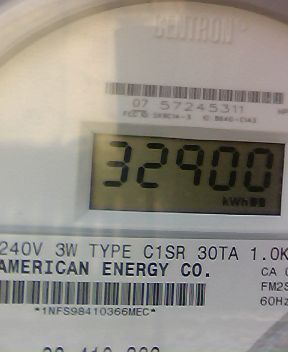 CENTRON
07 57245311
32900
kWh
240V 3W TYPE C1SR 30TA 1.0K
AMERICAN ENERGY CO.
CA
FM2S
60Hz
*1NFS98410366MEC*